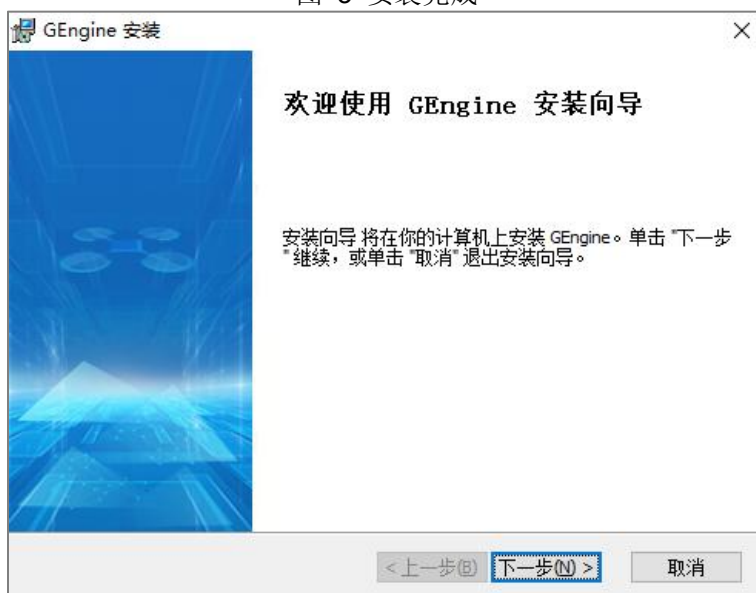 GEngine 安装
欢迎使用 GEngine 安装向导
安装向导 将在你的计算机上安装 GEngine。单击 "下一步
" 继续，或单击 "取消" 退出安装向导。
<上一步(B) 下一步(N) > 取消